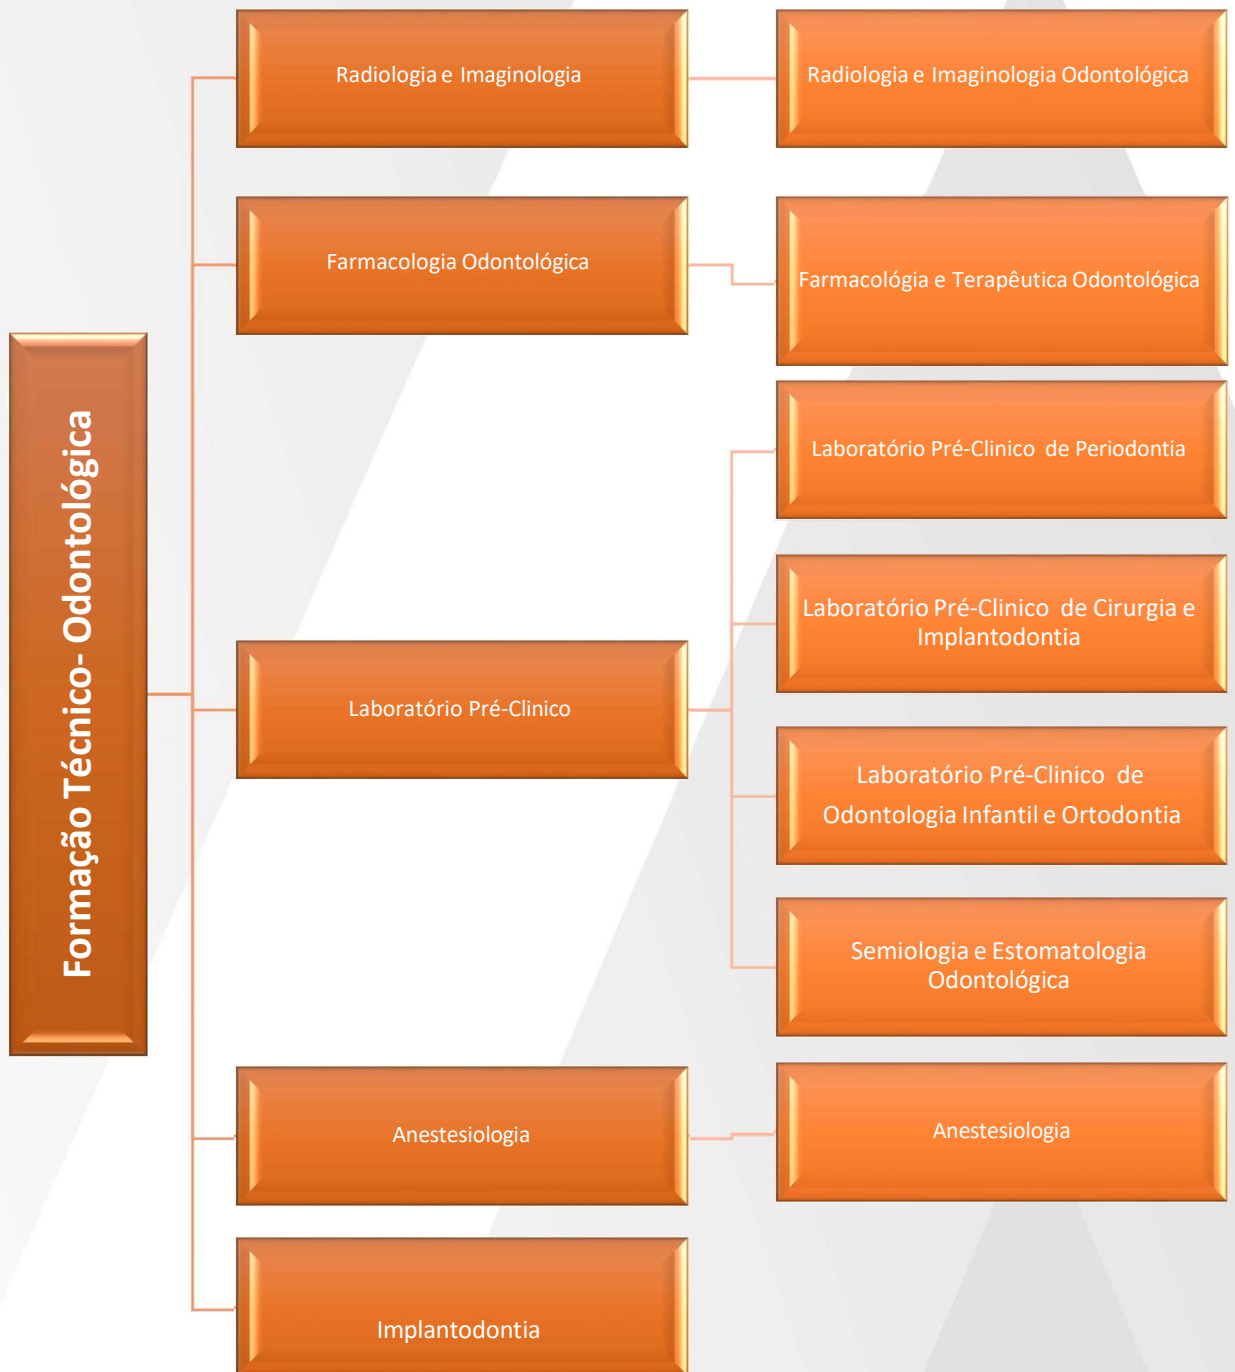 Formação Técnico- Odontológica
Radiologia e Imaginologia
Radiologia e Imaginologia Odontológica
Farmacologia Odontológica
Farmacológia e Terapêutica Odontológica
Laboratório Pré-Clinico
Laboratório Pré-Clinico de Periodontia
Laboratório Pré-Clinico de Cirurgia e
Implantodontia
Laboratório Pré-Clinico de
Odontologia Infantil e Ortodontia
Semiologia e Estomatologia
Odontológica
Anestesiologia
Anestesiologia
Implantodontia